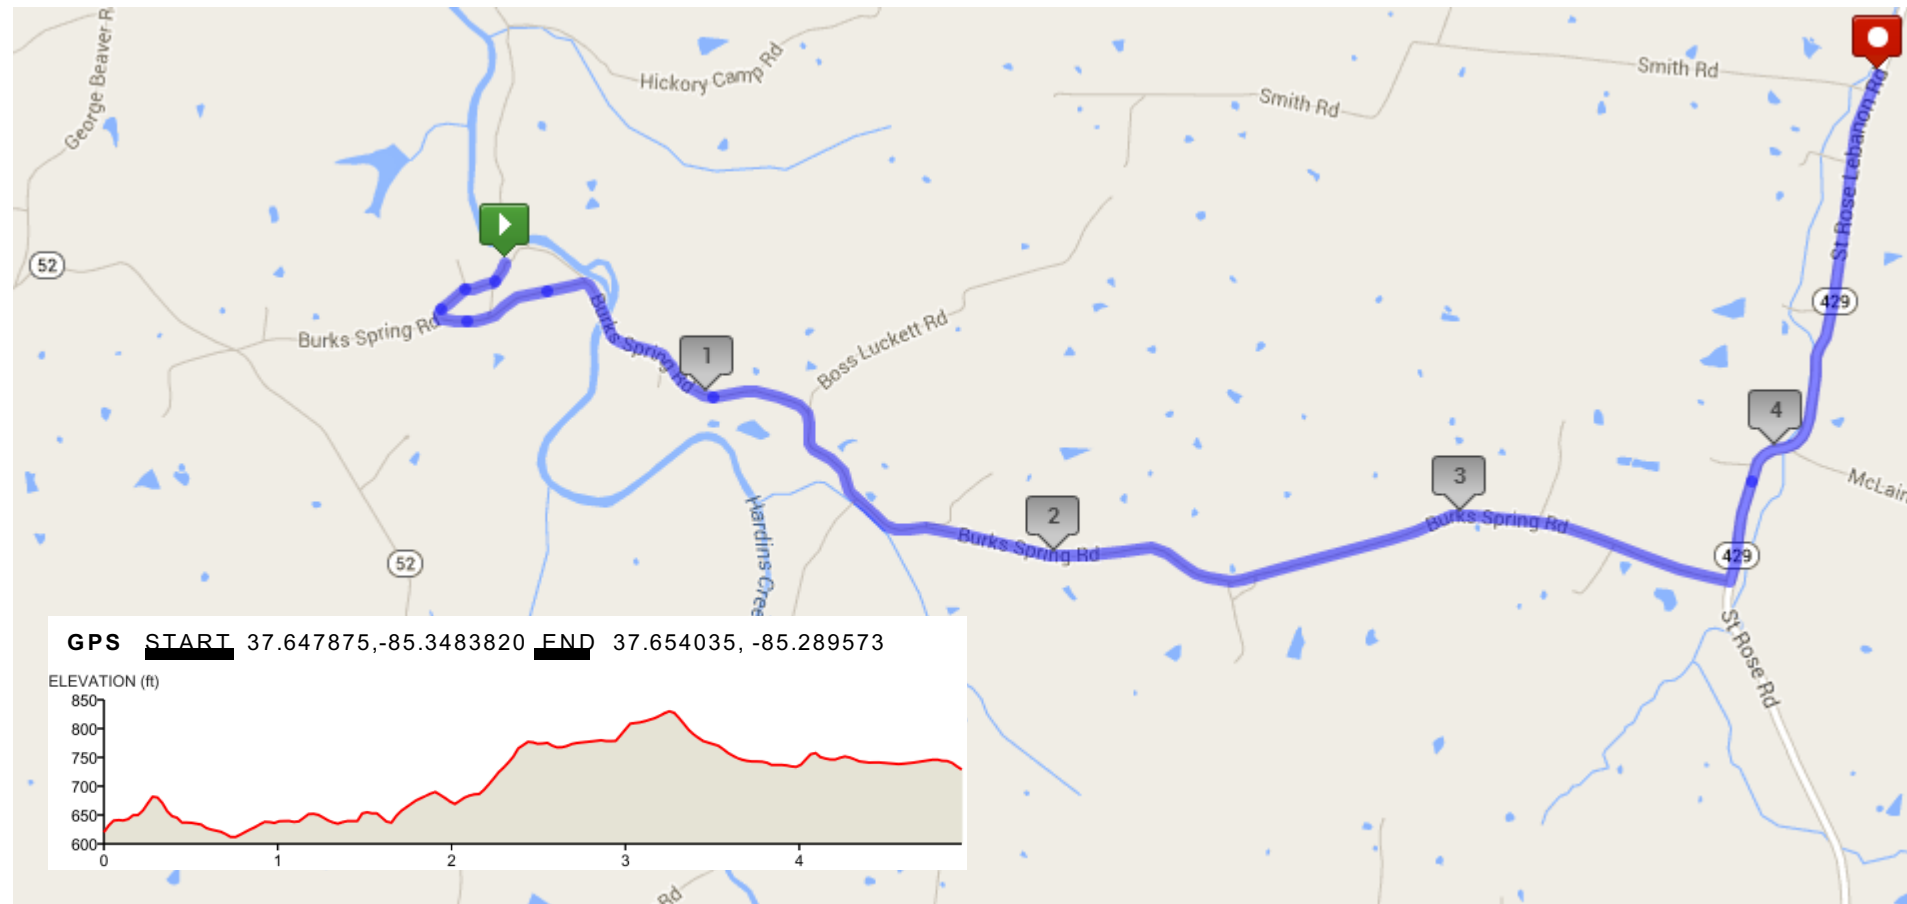 George Beaver R
Hickory Camp Rd
Smith Rd
Smith Rd
St Rose Lebanon Rd
52
429
Burks Spring Rd
Burks Spring Rd
1
Boss Luckett Rd
4
3
McLain
2
Burks Spring Rd
Burks Spring Rd
Hardins Cree
429
52
St Rose Rd
GPS START 37.647875,-85.3483820 END 37.654035, -85.289573
ELEVATION (ft)
850
800
750
700
650
600
0 1 2 3 4
Rd